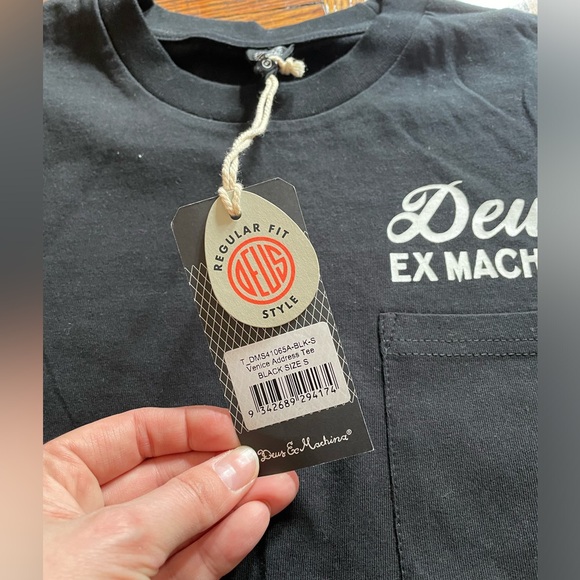 Deu
EX MACH
REGULAR FIT
DEUS
STYLE
T_DMS41065A-BLK-S
Venice Address Tee
BLACK SIZE S
9 342689 294174
Deus Ex Machina®